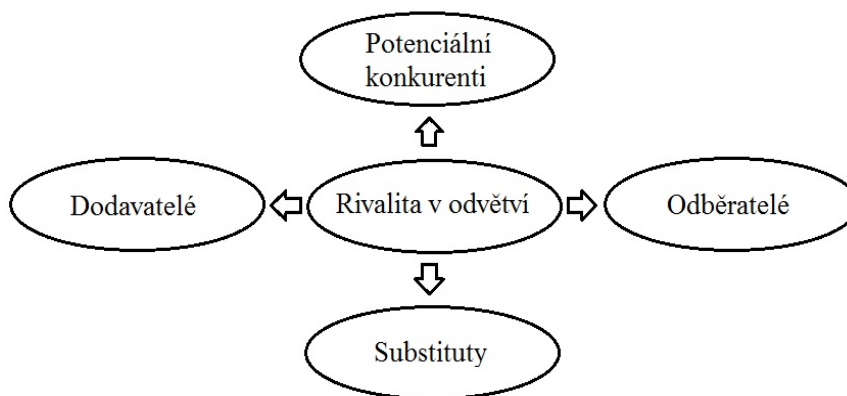 Potenciální
konkurenti
Dodavatelé
Rivalita v odvětví
Odběratelé
Substituty